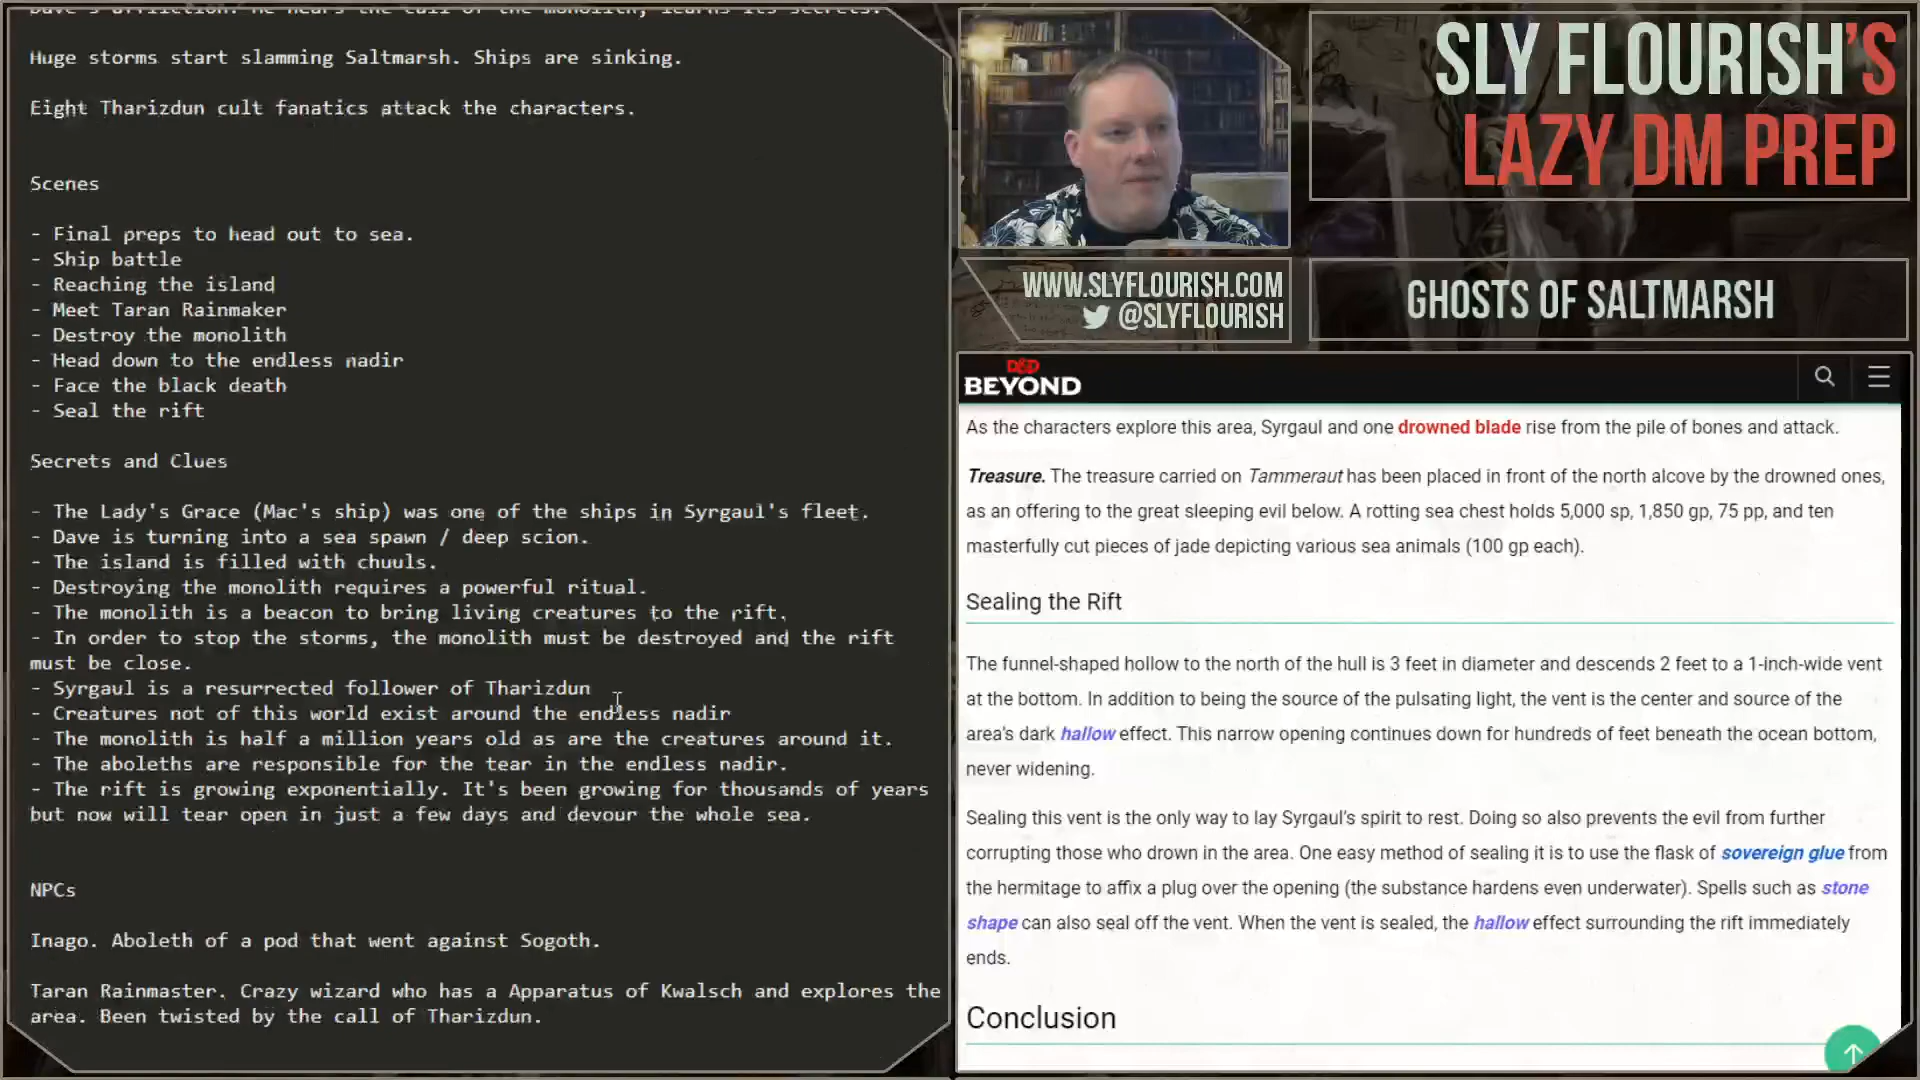 Dave's affliction. He hears the call of the monolith, learns its secrets.
Huge storms start slamming Saltmarsh. Ships are sinking.
Eight Tharizdun cult fanatics attack the characters.
Scenes
- Final preps to head out to sea.
- Ship battle
- Reaching the island
- Meet Taran Rainmaker
- Destroy the monolith
- Head down to the endless nadir
- Face the black death
- Seal the rift
Secrets and Clues
- The Lady's Grace (Mac's ship) was one of the ships in Syrgaul's fleet.
- Dave is turning into a sea spawn / deep scion.
- The island is filled with chuuls.
- Destroying the monolith requires a powerful ritual.
- The monolith is a beacon to bring living creatures to the rift.
- In order to stop the storms, the monolith must be destroyed and the rift
must be close.
- Syrgaul is a resurrected follower of Tharizdun
- Creatures not of this world exist around the endless nadir
- The monolith is half a million years old as are the creatures around it.
- The aboleths are responsible for the tear in the endless nadir.
- The rift is growing exponentially. It's been growing for thousands of years
but now will tear open in just a few days and devour the whole sea.
NPCs
Inago. Aboleth of a pod that went against Sogoth.
Taran Rainmaster. Crazy wizard who has a Apparatus of Kwalsch and explores the
area. Been twisted by the call of Tharizdun.
SLY FLOURISH'S
LAZY DM PREP
WWW.SLYFLOURISH.COM
@SLYFLOURISH
GHOSTS OF SALTMARSH
D&D
BEYOND
As the characters explore this area, Syrgaul and one drowned blade rise from the pile of bones and attack.
Treasure. The treasure carried on Tammeraut has been placed in front of the north alcove by the drowned ones,
as an offering to the great sleeping evil below. A rotting sea chest holds 5,000 sp, 1,850 gp, 75 pp, and ten
masterfully cut pieces of jade depicting various sea animals (100 gp each).
Sealing the Rift
The funnel-shaped hollow to the north of the hull is 3 feet in diameter and descends 2 feet to a 1-inch-wide vent
at the bottom. In addition to being the source of the pulsating light, the vent is the center and source of the
area's dark hallow effect. This narrow opening continues down for hundreds of feet beneath the ocean bottom,
never widening.
Sealing this vent is the only way to lay Syrgaul's spirit to rest. Doing so also prevents the evil from further
corrupting those who drown in the area. One easy method of sealing it is to use the flask of sovereign glue from
the hermitage to affix a plug over the opening (the substance hardens even underwater). Spells such as stone
shape can also seal off the vent. When the vent is sealed, the hallow effect surrounding the rift immediately
ends.
Conclusion